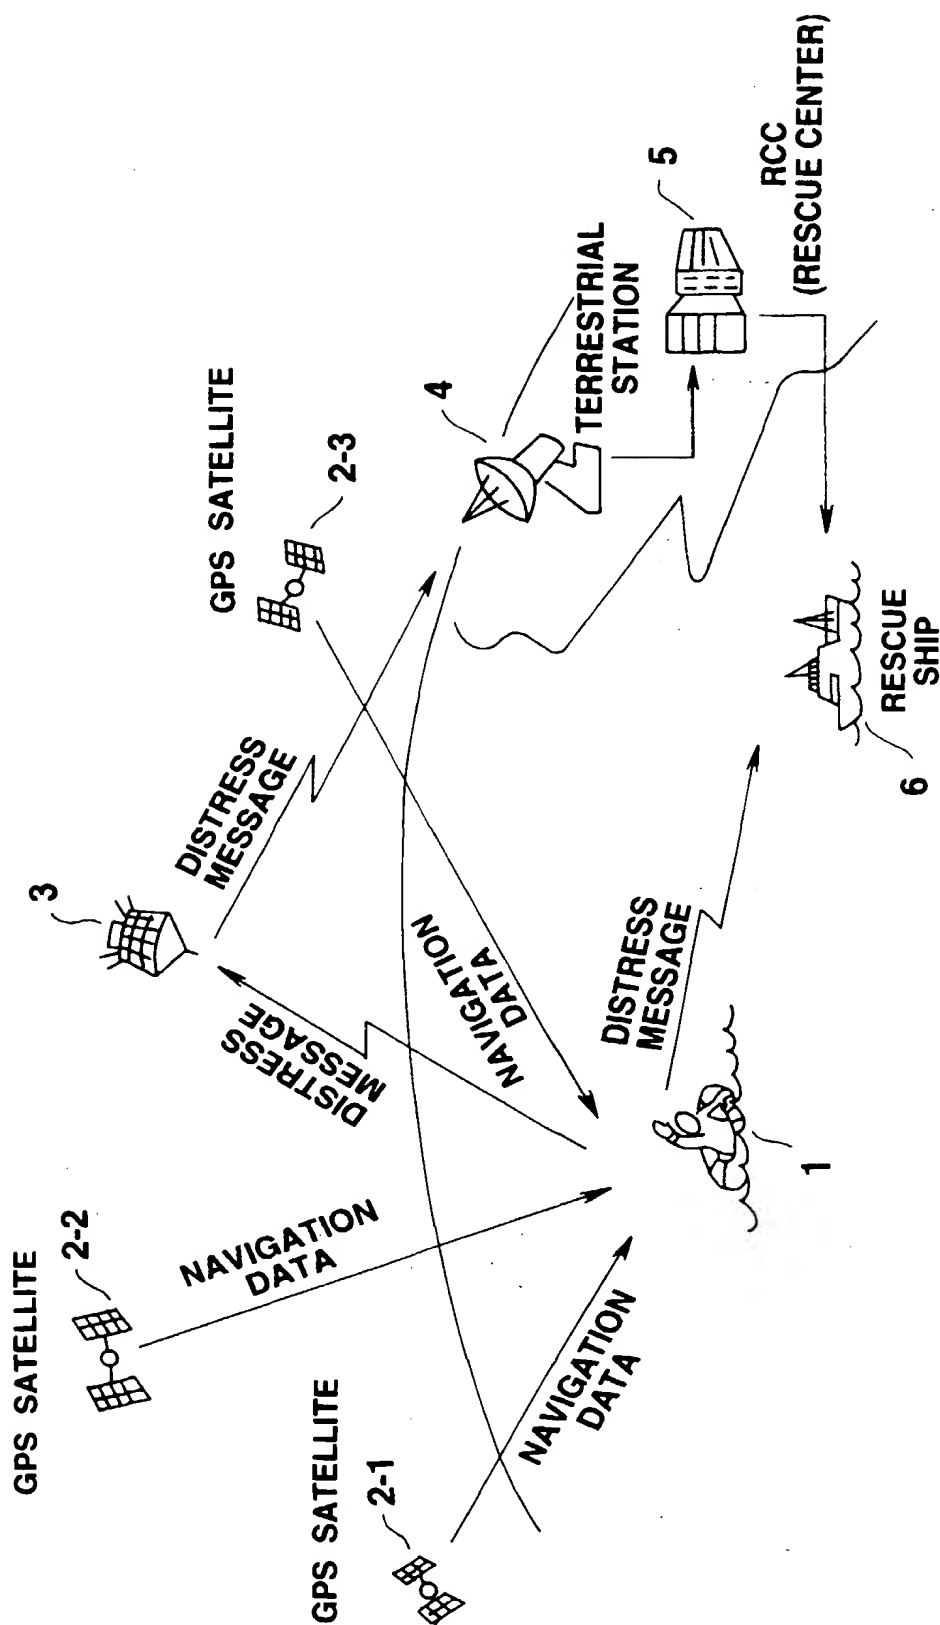 GPS SATELLITE
2-1
NAVIGATION
DATA
GPS SATELLITE
2-2
NAVIGATION
DATA
3
DISTRESS
MESSAGE
DISTRESS
MESSAGE
GPS SATELLITE
2-3
NAVIGATION
DATA
4
TERRESTRIAL
STATION
5
RCC
(RESCUE CENTER)
1
DISTRESS
MESSAGE
6
RESCUE
SHIP